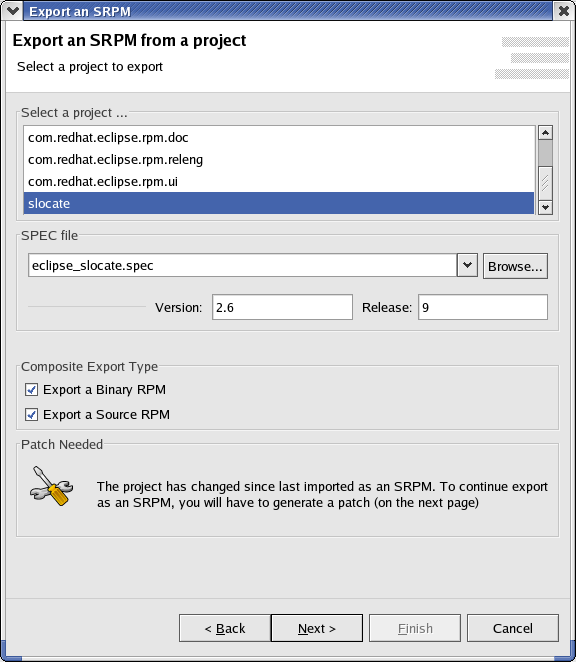 Export an SRPM
Export an SRPM from a project
Select a project to export
Select a project ...
com.redhat.eclipse.rpm.doc
com.redhat.eclipse.rpm.releng
com.redhat.eclipse.rpm.ui
slocate
SPEC file
eclipse_slocate.spec
Browse...
Version: 2.6 Release: 9
Composite Export Type
Export a Binary RPM
Export a Source RPM
Patch Needed
The project has changed since last imported as an SRPM. To continue export
as an SRPM, you will have to generate a patch (on the next page)
< Back Next > Finish Cancel